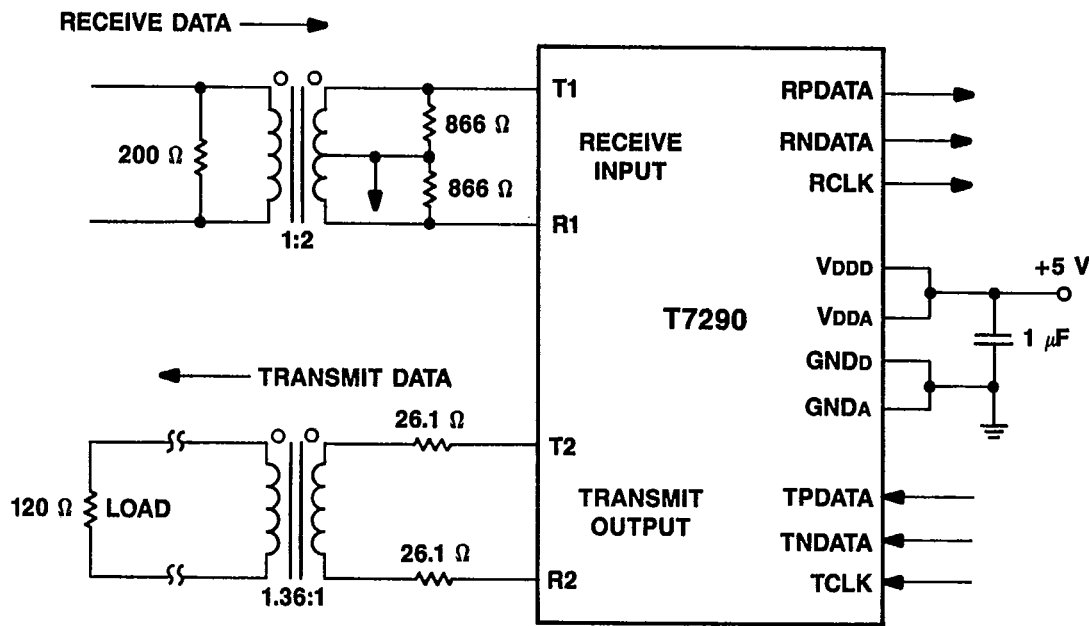 RECEIVE DATA
T1
RPDATA
866 Ω
RECEIVE
INPUT
RNDATA
200 Ω
RCLK
866 Ω
R1
1:2
VDDD
+5 V
T7290
VDDA
1 µF
GNDD
TRANSMIT DATA
GNDA
26.1 Ω
T2
120 Ω
LOAD
TRANSMIT
OUTPUT
TPDATA
TNDATA
26.1 Ω
R2
TCLK
1.36:1